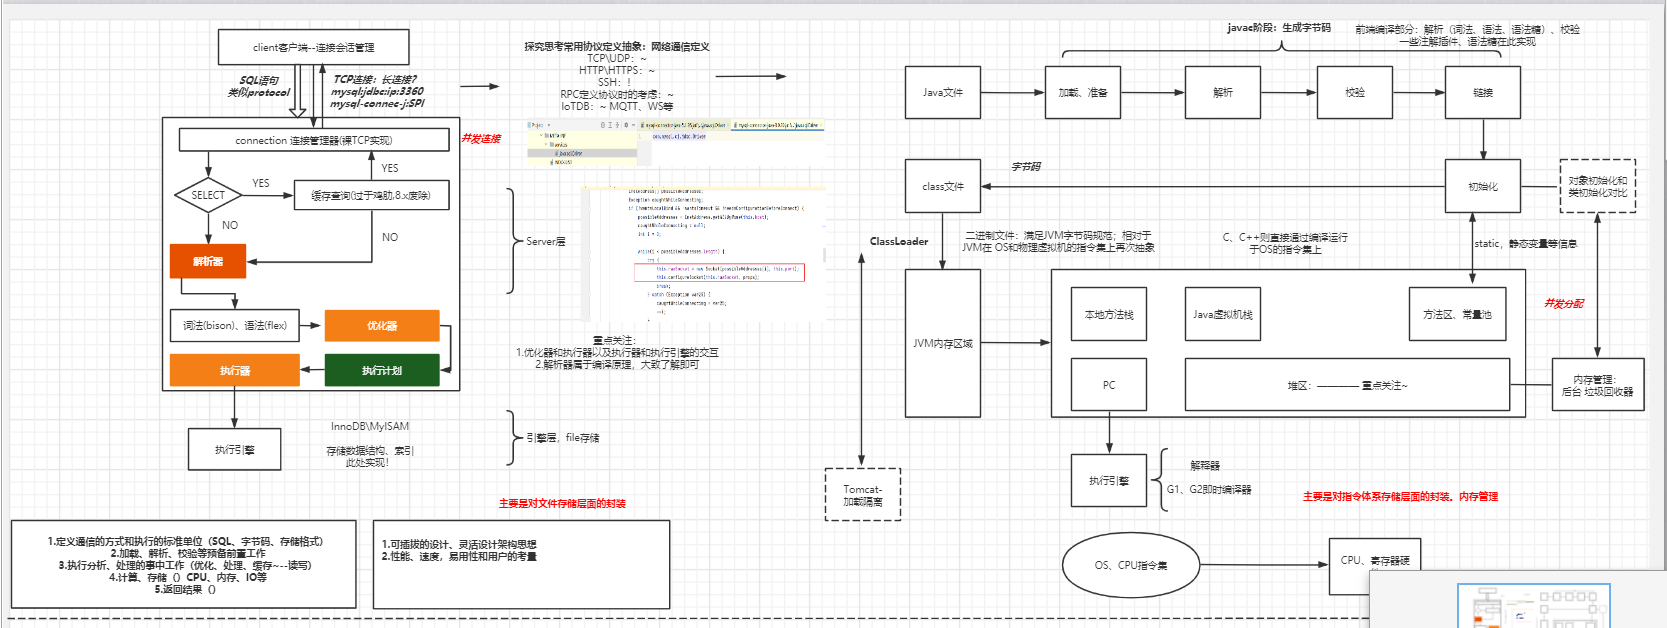 client客户端--连接会话管理
SQL语句
类似protocol
TCP连接：长连接?
mysql:jdbc:ip:3360
mysql-connec-j:SPI
connection 连接管理器(裸TCP实现)
并发连接
SELECT
YES
YES
缓存查询(过于鸡肋,8.x废除)
NO
NO
解析器
词法(bison)、语法(flex)
优化器
执行器
执行计划
Server层
执行引擎
InnoDB\MyISAM
存储数据结构、索引
此处实现！
引擎层，file存储
主要是对文件存储层面的封装
探究思考常用协议定义抽象：网络通信定义
TCP\UDP：~
HTTP\HTTPS：~
SSH：!
RPC定义协议时的考虑：~
IoTDB：~ MQTT、WS等
重点关注：
1.优化器和执行器以及执行器和执行引擎的交互
2.解析器属于编译原理，大致了解即可
1.定义通信的方式和执行的标准单位（SQL、字节码、存储格式）
2.加载、解析、校验等预备前置工作
3.执行分析、处理的事中工作（优化、处理、缓存~--读写）
4.计算、存储（）CPU、内存、IO等
5.返回结果（）
1.可插拔的设计、灵活设计架构思想
2.性能、速度，易用性和用户的考量
javac阶段：生成字节码
前端编译部分：解析（词法、语法、语法糖）、校验
一些注解插件、语法糖在此实现
Java文件
加载、准备
解析
校验
链接
class文件
字节码
初始化
对象初始化和
类初始化对比
ClassLoader
二进制文件：满足JVM字节码规范；相对于
JVM在 OS和物理虚拟机的指令集上再次抽象
C、C++则直接通过编译运行
于OS的指令集上
static，静态变量等信息
并发分配
JVM内存区域
本地方法栈
Java虚拟机栈
方法区、常量池
PC
堆区：———— 重点关注~
内存管理：
后台 垃圾回收器
Tomcat-
加载隔离
执行引擎
解释器
G1、G2即时编译器
主要是对指令体系存储层面的封装。内存管理
OS、CPU指令集
CPU、寄存器硬